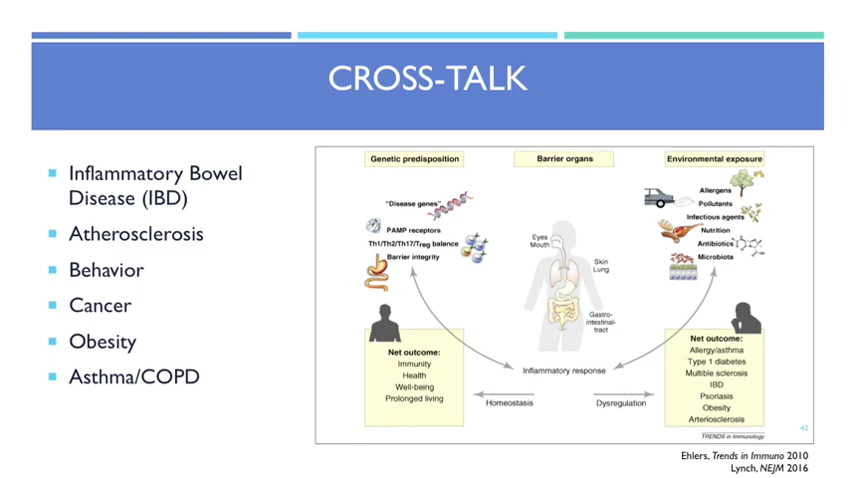 CROSS-TALK
Inflammatory Bowel
Disease (IBD)
Atherosclerosis
Behavior
Cancer
Obesity
Asthma/COPD
Genetic predisposition
Barrier organs
Environmental exposure
"Disease genes"
PAMP receptors
Th1/Th2/Th17/Treg balance
Barrier integrity
Eyes
Mouth
Skin
Lung
Gastro-
intestinal-
tract
Allergens
Pollutants
Infectious agents
Nutrition
Antibiotics
Microbiota
Net outcome:
Immunity
Health
Well-being
Prolonged living
Inflammatory response
Homeostasis
Dysregulation
Net outcome:
Allergy/asthma
Type 1 diabetes
Multiple sclerosis
IBD
Psoriasis
Obesity
Arteriosclerosis
42
TRENDS in Immunology
Ehlers, Trends in Immuno 2010
Lynch, NEJM 2016